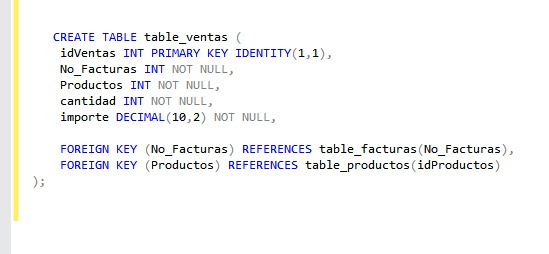 CREATE TABLE table_ventas (
idVentas INT PRIMARY KEY IDENTITY(1,1),
No_Facturas INT NOT NULL,
Productos INT NOT NULL,
cantidad INT NOT NULL,
importe DECIMAL(10,2) NOT NULL,
FOREIGN KEY (No_Facturas) REFERENCES table_facturas(No_Facturas),
FOREIGN KEY (Productos) REFERENCES table_productos(idProductos)
);